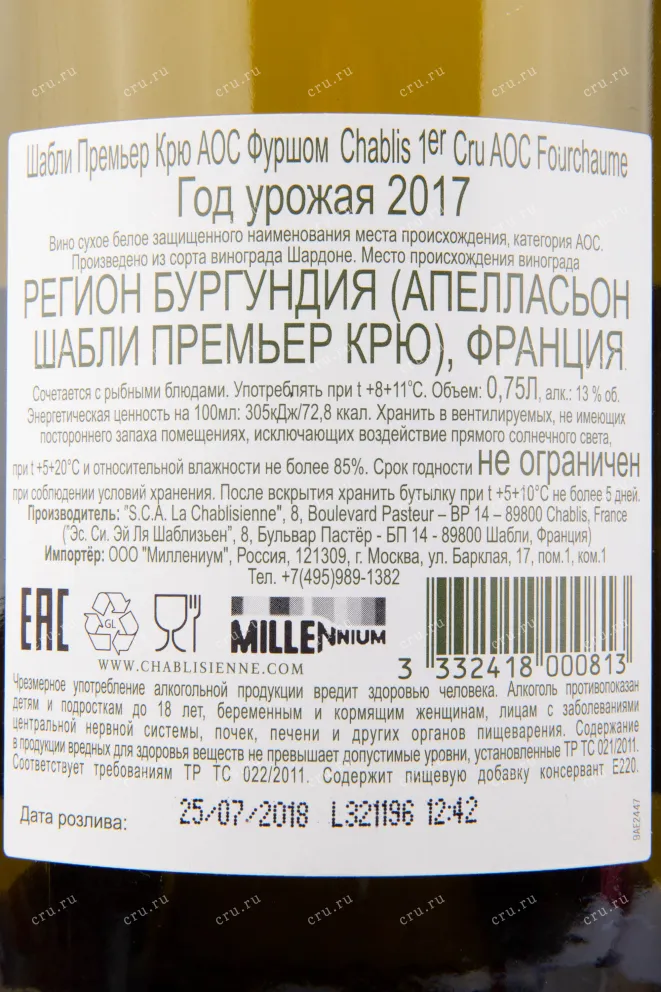 Шабли Премьер Крю АОС Фуршом Chablis 1er Cru AOC Fourchaume
Год урожая 2017
Вино сухое белое защищенного наименования места происхождения, категория АОС.
Произведено из сорта винограда Шардоне. Место происхождения винограда
РЕГИОН БУРГУНДИЯ (АПЕЛЛАСЬОН
ШАБЛИ ПРЕМЬЕР КРЮ), ФРАНЦИЯ.
Сочетается с рыбными блюдами. Употреблять при t +8+11°С. Объем: 0,75Л, алк.: 13 % об.
Энергетическая ценность на 100мл: 305кДж/72,8 ккал. Хранить в вентилируемых, не имеющих
постороннего запаха помещениях, исключающих воздействие прямого солнечного света,
при t +5+20°С и относительной влажности не более 85%. Срок годности не ограничен
при соблюдении условий хранения. После вскрытия хранить бутылку при t +5+10°С не более 5 дней.
Производитель: "S.C.A. La Chablisienne", 8, Boulevard Pasteur – BP 14 – 89800 Chablis, France
("Эс. Си. Эй Ля Шаблизьен", 8, Бульвар Пастёр - БП 14 - 89800 Шабли, Франция)
Импортёр: ООО "Миллениум", Россия, 121309, г. Москва, ул. Барклая, 17, пом.1, ком.1
Тел. +7(495)989-1382
EAC
GL
MILLENNIUM
WWW.CHABLISIENNE.COM
3 332418 000813
Чрезмерное употребление алкогольной продукции вредит здоровью человека. Алкоголь противопоказан
детям и подросткам до 18 лет, беременным и кормящим женщинам, лицам с заболеваниями
центральной нервной системы, почек, печени и других органов пищеварения. Содержание
в продукции вредных для здоровья веществ не превышает допустимые уровни, установленные ТР ТС 021/2011.
Соответствует требованиям ТР ТС 022/2011. Содержит пищевую добавку консервант Е220.
Дата розлива: 25/07/2018 L321196 12:42
BAE2447
cru.ru